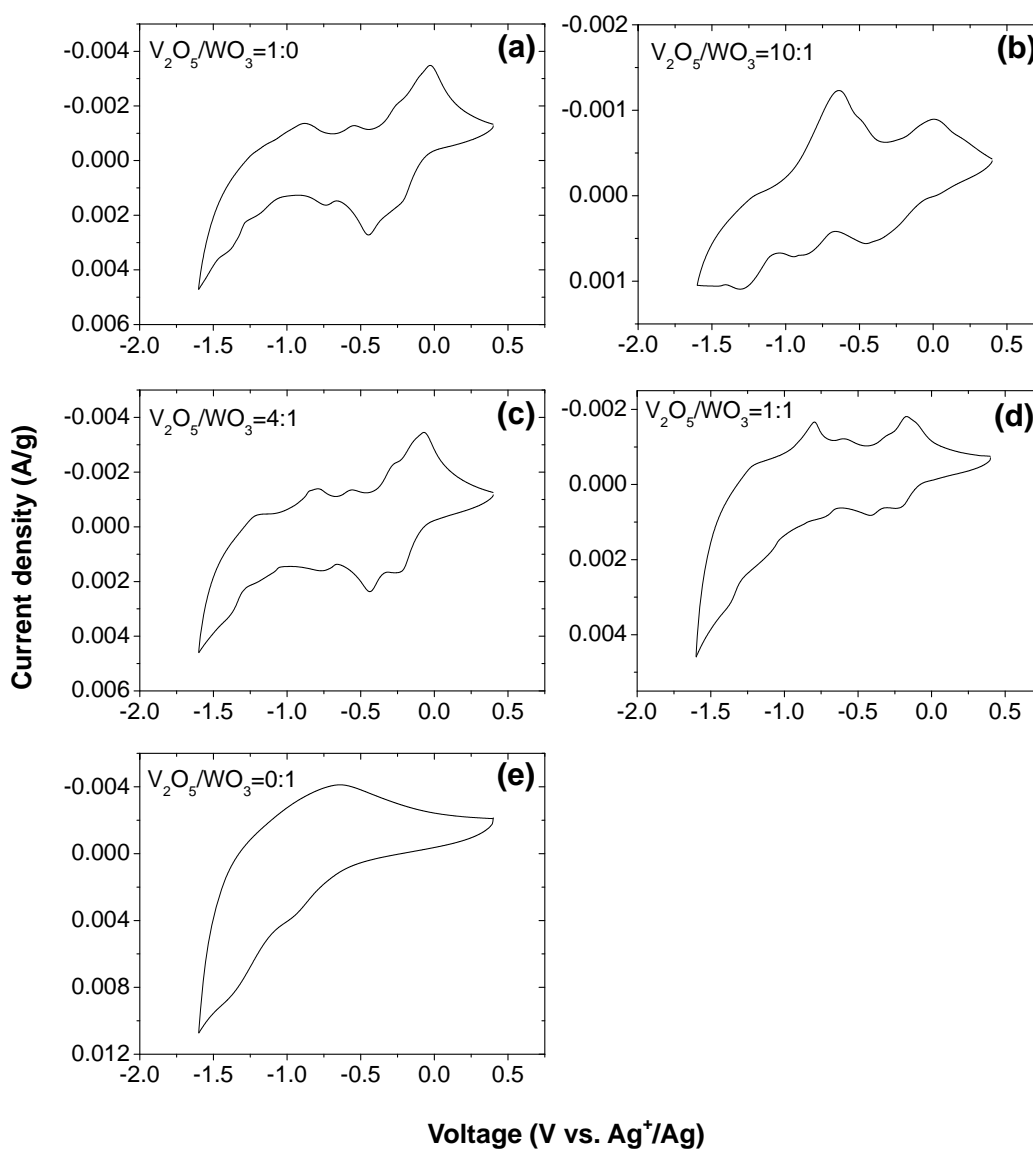 V₂O₅/WO₃=1:0
(a)
-0.004
-0.002
0.000
0.002
0.004
0.006
-2.0 -1.5 -1.0 -0.5 0.0 0.5
V₂O₅/WO₃=10:1
(b)
-0.002
-0.001
0.000
0.001
-2.0 -1.5 -1.0 -0.5 0.0 0.5
V₂O₅/WO₃=4:1
(c)
-0.004
-0.002
0.000
0.002
0.004
0.006
-2.0 -1.5 -1.0 -0.5 0.0 0.5
V₂O₅/WO₃=1:1
(d)
-0.002
0.000
0.002
0.004
-2.0 -1.5 -1.0 -0.5 0.0 0.5
V₂O₅/WO₃=0:1
(e)
-0.004
0.000
0.004
0.008
0.012
-2.0 -1.5 -1.0 -0.5 0.0 0.5
Current density (A/g)
Voltage (V vs. Ag⁺/Ag)